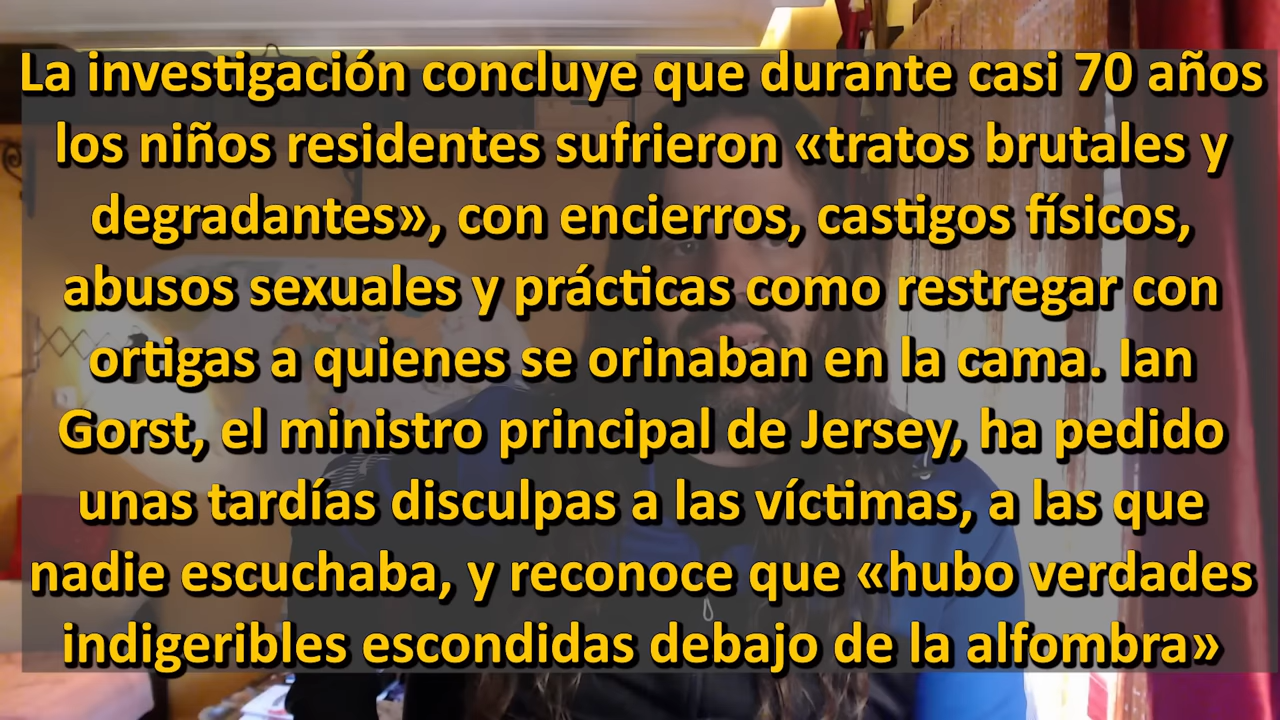 La investigación concluye que durante casi 70 años
los niños residentes sufrieron «tratos brutales y
degradantes», con encierros, castigos físicos,
abusos sexuales y prácticas como restregar con
ortigas a quienes se orinaban en la cama. Ian
Gorst, el ministro principal de Jersey, ha pedido
unas tardías disculpas a las víctimas, a las que
nadie escuchaba, y reconoce que «hubo verdades
indigeribles escondidas debajo de la alfombra»